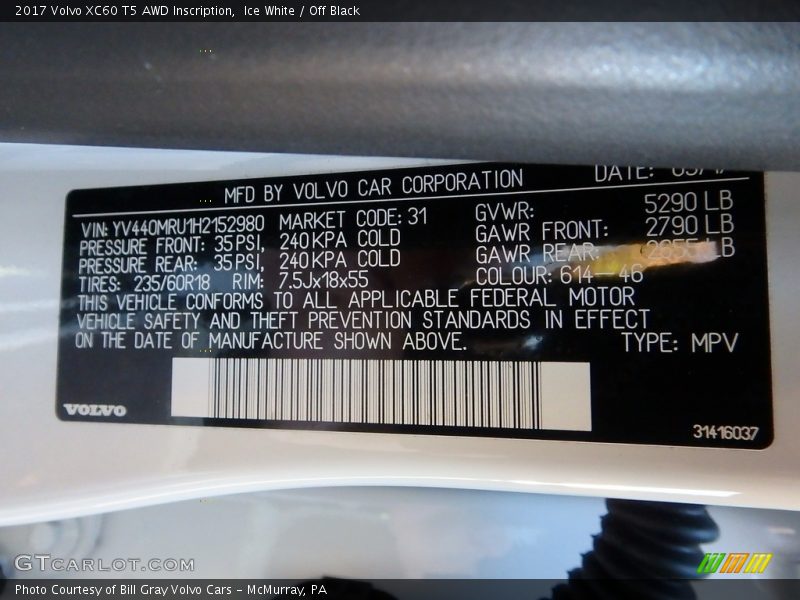 2017 Volvo XC60 T5 AWD Inscription,  Ice White / Off Black
DATE:
MFD BY VOLVO CAR CORPORATION
VIN: YV440MRU1H2152980 MARKET CODE: 31 GVWR: 5290 LB
PRESSURE FRONT: 35 PSI, 240 KPA COLD GAWR FRONT: 2790 LB
PRESSURE REAR: 35 PSI, 240 KPA COLD GAWR REAR: LB
TIRES: 235/60R18 RIM: 7.5Jx18x55 COLOUR: 614 - 46
THIS VEHICLE CONFORMS TO ALL APPLICABLE FEDERAL MOTOR
VEHICLE SAFETY AND THEFT PREVENTION STANDARDS IN EFFECT
ON THE DATE OF MANUFACTURE SHOWN ABOVE. TYPE: MPV
VOLVO
31416037
GTCARLOT.COM
Photo Courtesy of Bill Gray Volvo Cars - McMurray, PA